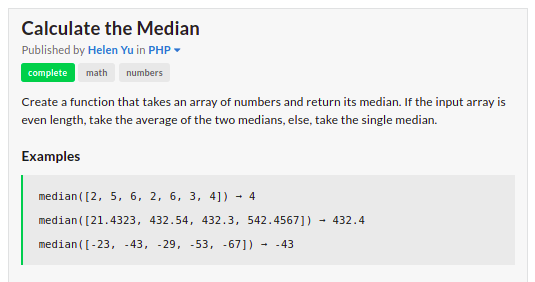 Calculate the Median
Published by Helen Yu in PHP
complete math numbers
Create a function that takes an array of numbers and return its median. If the input array is
even length, take the average of the two medians, else, take the single median.
Examples
median([2, 5, 6, 2, 6, 3, 4]) → 4
median([21.4323, 432.54, 432.3, 542.4567]) → 432.4
median([-23, -43, -29, -53, -67]) → -43